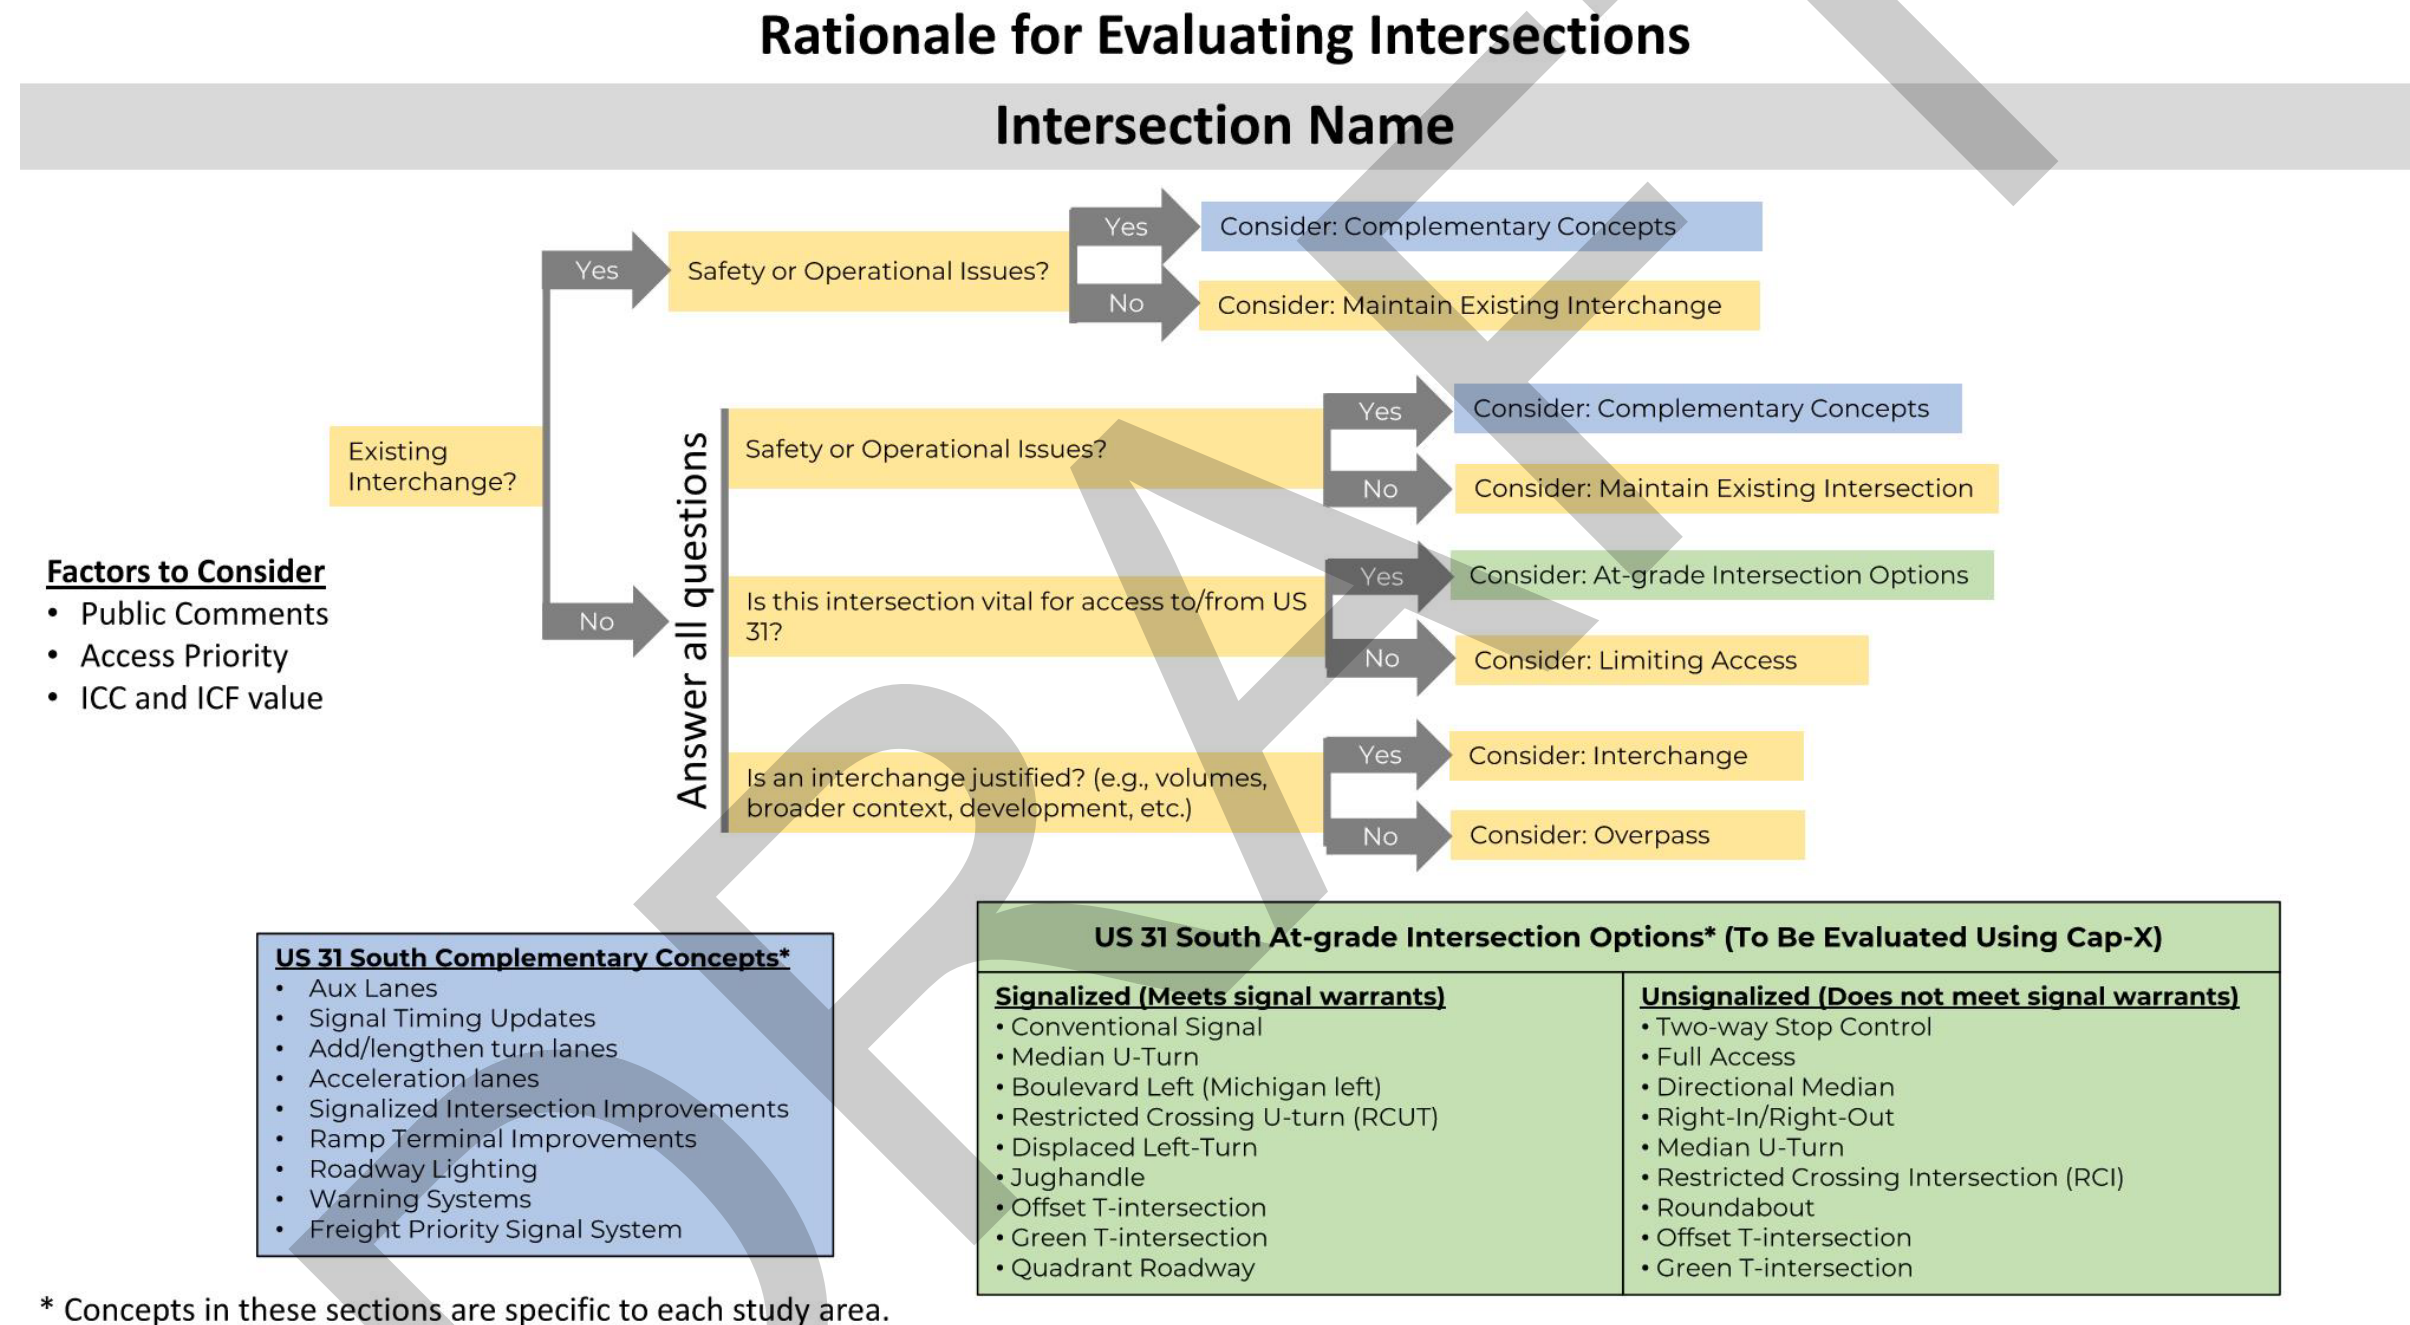 Rationale for Evaluating Intersections
Intersection Name
Existing
Interchange?
Yes
Safety or Operational Issues?
Yes
Consider: Complementary Concepts
No
Consider: Maintain Existing Interchange
No
Answer all questions
Safety or Operational Issues?
Yes
Consider: Complementary Concepts
No
Consider: Maintain Existing Intersection
Is this intersection vital for access to/from US
31?
Yes
Consider: At-grade Intersection Options
No
Consider: Limiting Access
Is an interchange justified? (e.g., volumes,
broader context, development, etc.)
Yes
Consider: Interchange
No
Consider: Overpass
Factors to Consider
• Public Comments
• Access Priority
• ICC and ICF value
US 31 South Complementary Concepts*
• Aux Lanes
• Signal Timing Updates
• Add/lengthen turn lanes
• Acceleration lanes
• Signalized Intersection Improvements
• Ramp Terminal Improvements
• Roadway Lighting
• Warning Systems
• Freight Priority Signal System
US 31 South At-grade Intersection Options* (To Be Evaluated Using Cap-X)
Signalized (Meets signal warrants)
• Conventional Signal
• Median U-Turn
• Boulevard Left (Michigan left)
• Restricted Crossing U-turn (RCUT)
• Displaced Left-Turn
• Jughandle
• Offset T-intersection
• Green T-intersection
• Quadrant Roadway
Unsignalized (Does not meet signal warrants)
• Two-way Stop Control
• Full Access
• Directional Median
• Right-In/Right-Out
• Median U-Turn
• Restricted Crossing Intersection (RCI)
• Roundabout
• Offset T-intersection
• Green T-intersection
* Concepts in these sections are specific to each study area.
DRAFT